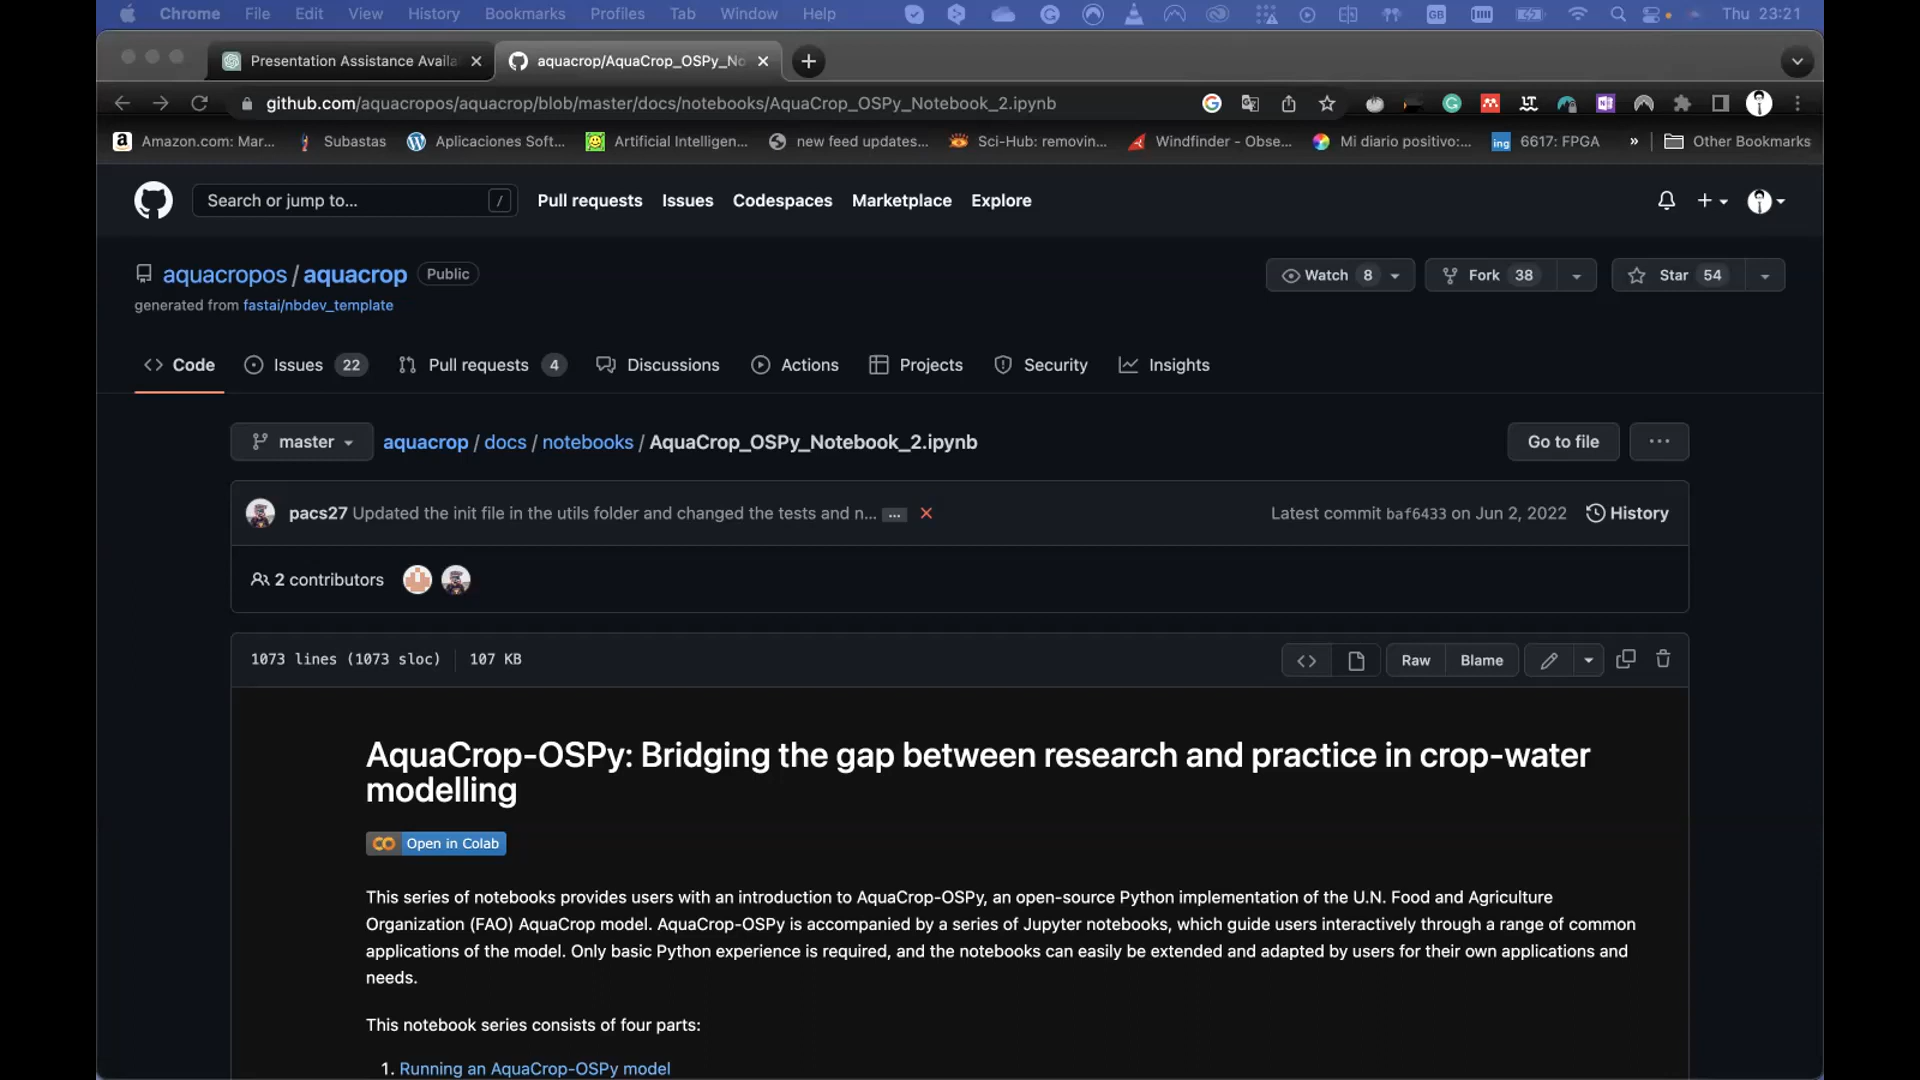 Chrome File Edit View History Bookmarks Profiles Tab Window Help GB Thu 23:21
Presentation Assistance Availa aquacrop/AquaCrop_OSPy_No
github.com/aquacropos/aquacrop/blob/master/docs/notebooks/AquaCrop_OSPy_Notebook_2.ipynb
Amazon.com: Mar... Subastas Aplicaciones Soft... Artificial Intelligen... new feed updates... Sci-Hub: removin... Windfinder - Obse... Mi diario positivo:... ing 6617: FPGA » Other Bookmarks
Search or jump to... / Pull requests Issues Codespaces Marketplace Explore
aquacropos / aquacrop Public Watch 8 Fork 38 Star 54
generated from fastai/nbdev_template
Code Issues 22 Pull requests 4 Discussions Actions Projects Security Insights
master aquacrop / docs / notebooks / AquaCrop_OSPy_Notebook_2.ipynb Go to file ...
pacs27 Updated the init file in the utils folder and changed the tests and n... ... Latest commit baf6433 on Jun 2, 2022 History
2 contributors
1073 lines (1073 sloc) 107 KB <> Raw Blame
AquaCrop-OSPy: Bridging the gap between research and practice in crop-water
modelling
CO Open in Colab
This series of notebooks provides users with an introduction to AquaCrop-OSPy, an open-source Python implementation of the U.N. Food and Agriculture
Organization (FAO) AquaCrop model. AquaCrop-OSPy is accompanied by a series of Jupyter notebooks, which guide users interactively through a range of common
applications of the model. Only basic Python experience is required, and the notebooks can easily be extended and adapted by users for their own applications and
needs.
This notebook series consists of four parts:
1. Running an AquaCrop-OSPy model